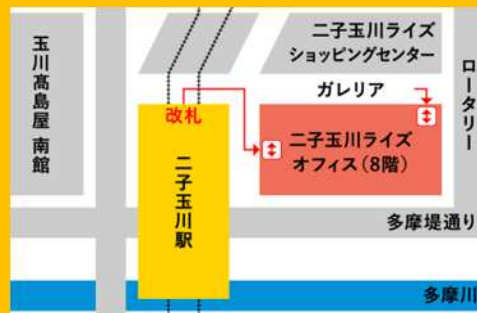 玉川髙島屋 南館
二子玉川ライズ
ショッピングセンター
ガレリア
ロータリー
改札
二子玉川ライズ
オフィス(8階)
二子玉川駅
多摩堤通り
多摩川